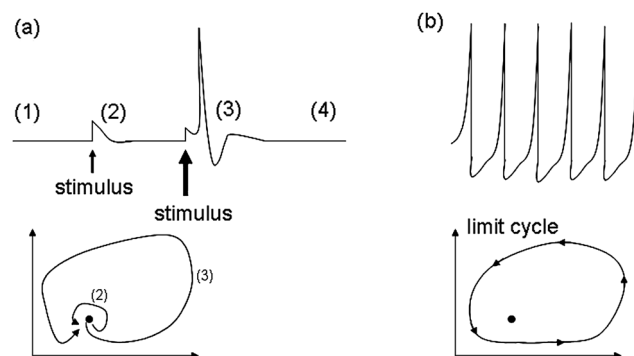 (a)
(1) (2) (3) (4)
stimulus
stimulus
(2)
(3)
(b)
limit cycle